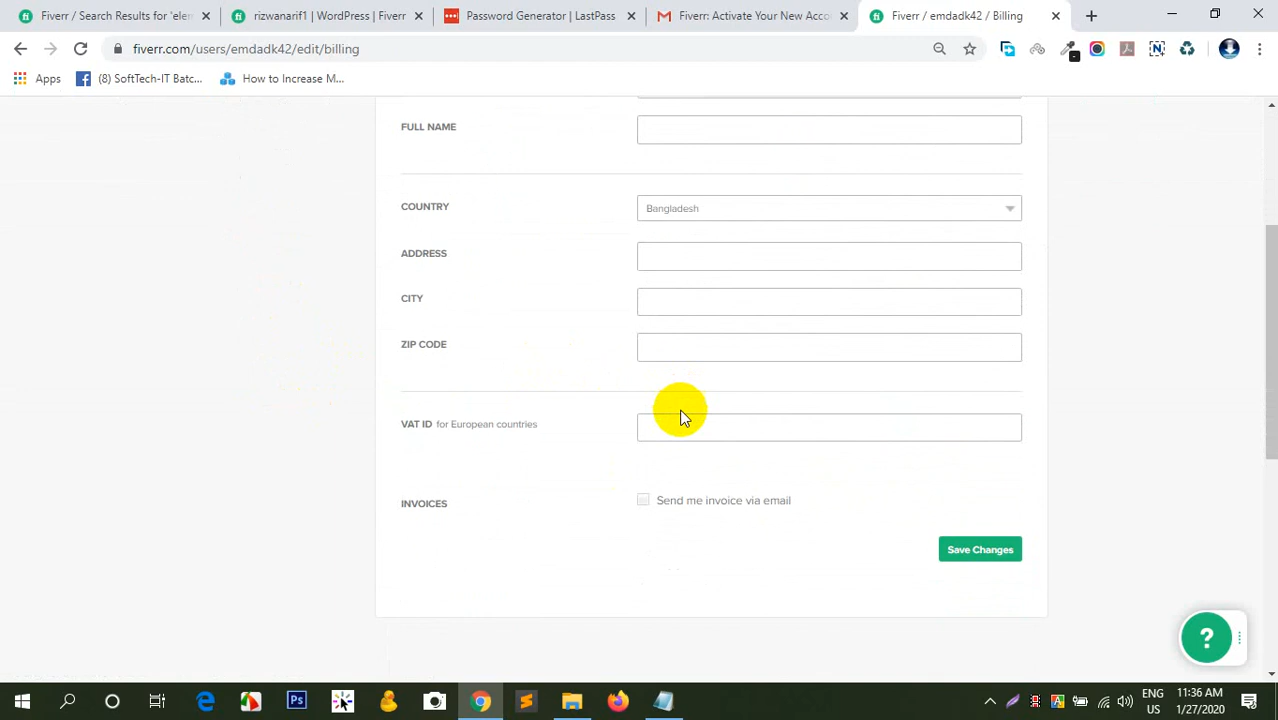 Fiverr / Search Results for 'ele
rizwanarif1 | WordPress | Fiverr
Password Generator | LastPass
Fiverr: Activate Your New Acco
Fiverr / emdadk42 / Billing
fiverr.com/users/emdadk42/edit/billing
Apps
(8) SoftTech-IT Batc...
How to Increase M...
FULL NAME
COUNTRY
Bangladesh
ADDRESS
CITY
ZIP CODE
VAT ID for European countries
INVOICES
Send me invoice via email
Save Changes
?
Ps
ENG
US
11:36 AM
1/27/2020